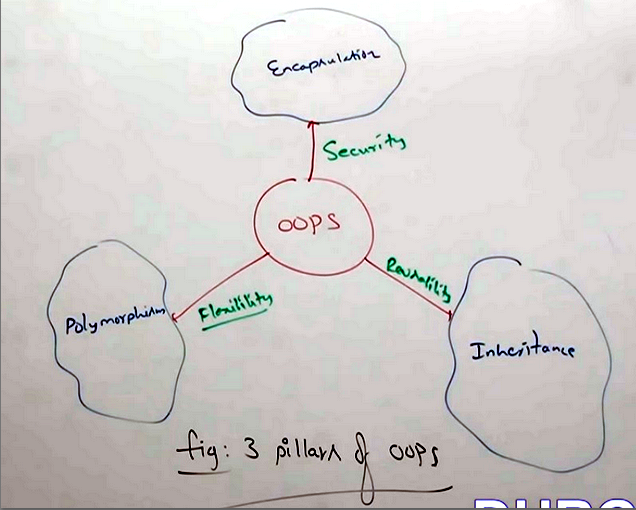 Encapsulation
Security
OOPS
Reusability
Flexibility
Polymorphism
Inheritance
fig: 3 pillars of OOPS